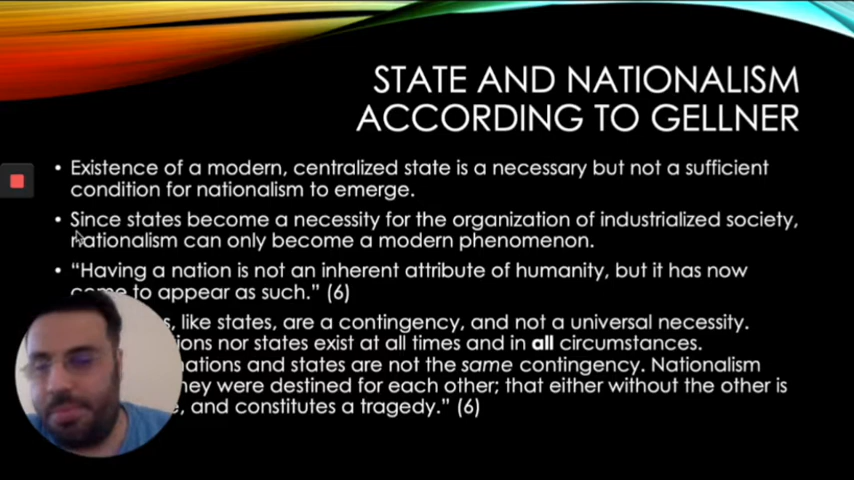 STATE AND NATIONALISM
ACCORDING TO GELLNER
• Existence of a modern, centralized state is a necessary but not a sufficient
condition for nationalism to emerge.
• Since states become a necessity for the organization of industrialized society,
nationalism can only become a modern phenomenon.
• “Having a nation is not an inherent attribute of humanity, but it has now
come to appear as such.” (6)
like states, are a contingency, and not a universal necessity.
nor states exist at all times and in all circumstances.
nations and states are not the same contingency. Nationalism
they were destined for each other; that either without the other is
and constitutes a tragedy.” (6)